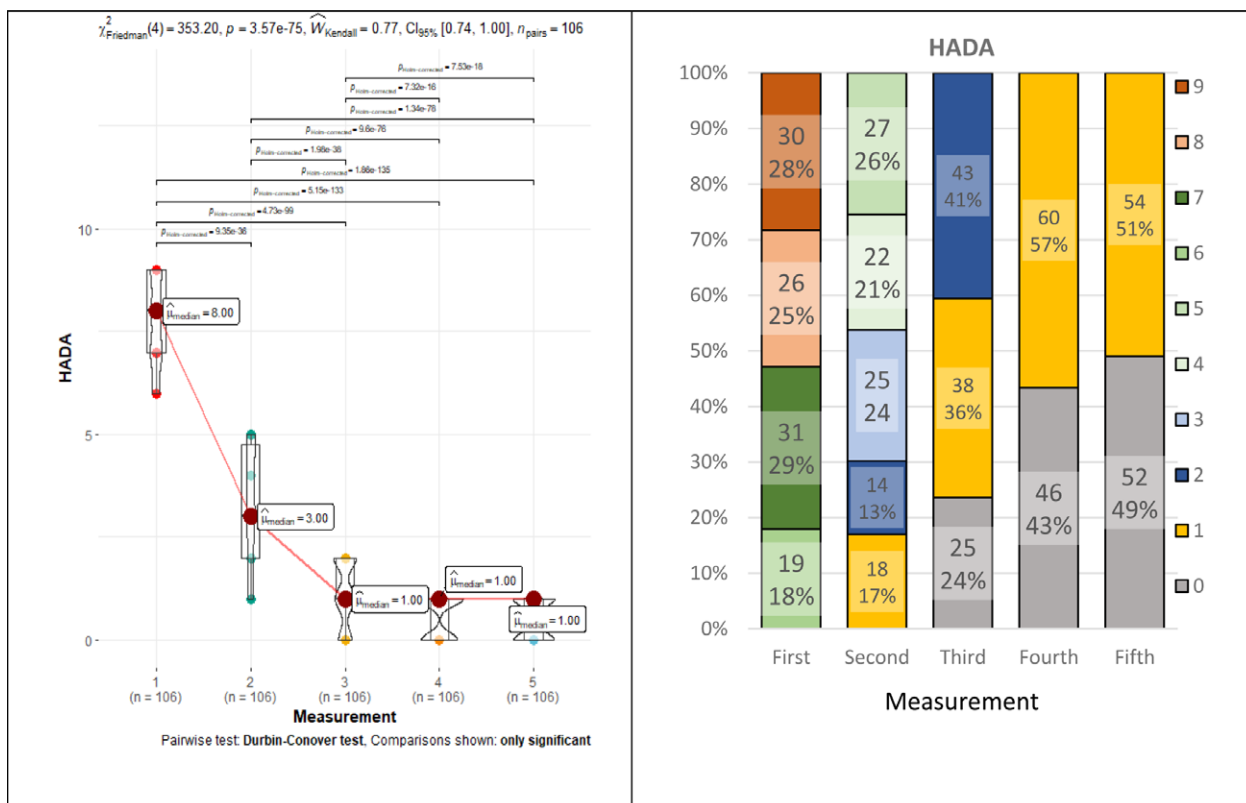 χ²Friedman(4) = 353.20, p = 3.57e-75, ŴKendall = 0.77, CI95% [0.74, 1.00], npairs = 106
pHolm-corrected = 7.53e-18
pHolm-corrected = 7.32e-16
pHolm-corrected = 1.34e-78
pHolm-corrected = 9.6e-76
pHolm-corrected = 1.98e-38
pHolm-corrected = 1.86e-135
pHolm-corrected = 5.15e-133
pHolm-corrected = 4.73e-99
pHolm-corrected = 9.35e-36
10
5
0
HADA
μ̂median = 8.00
μ̂median = 3.00
μ̂median = 1.00
μ̂median = 1.00
μ̂median = 1.00
1 2 3 4 5
(n = 106) (n = 106) (n = 106) (n = 106) (n = 106)
Measurement
Pairwise test: Durbin-Conover test, Comparisons shown: only significant
HADA
100%
90%
80%
70%
60%
50%
40%
30%
20%
10%
0%
30
28%
26
25%
31
29%
19
18%
27
26%
22
21%
25
24
14
13%
18
17%
43
41%
38
36%
25
24%
60
57%
46
43%
54
51%
52
49%
First Second Third Fourth Fifth
Measurement
9
8
7
6
5
4
3
2
1
0